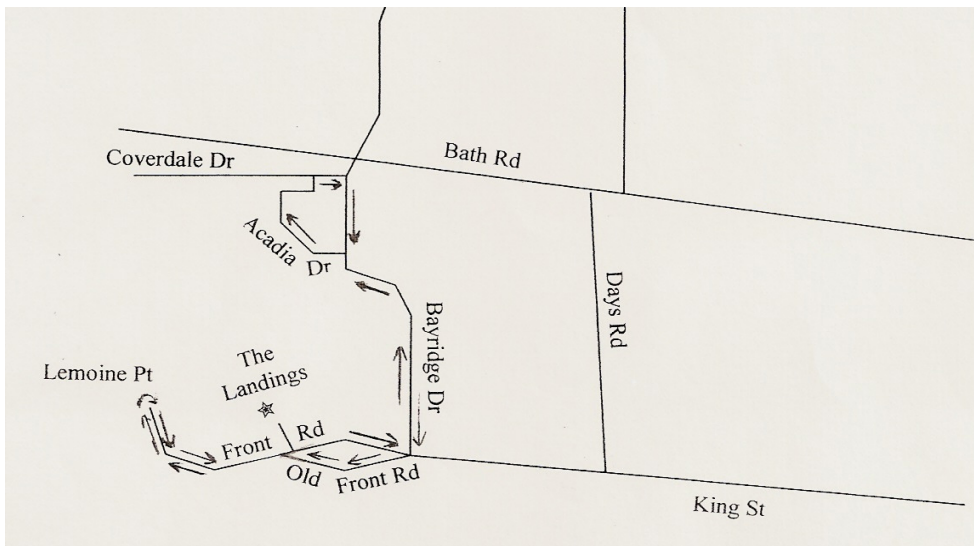 Bath Rd
Coverdale Dr
Acadia
Dr
Bayridge Dr
Days Rd
The
Landings
Lemoine Pt
Front Rd
Old Front Rd
King St